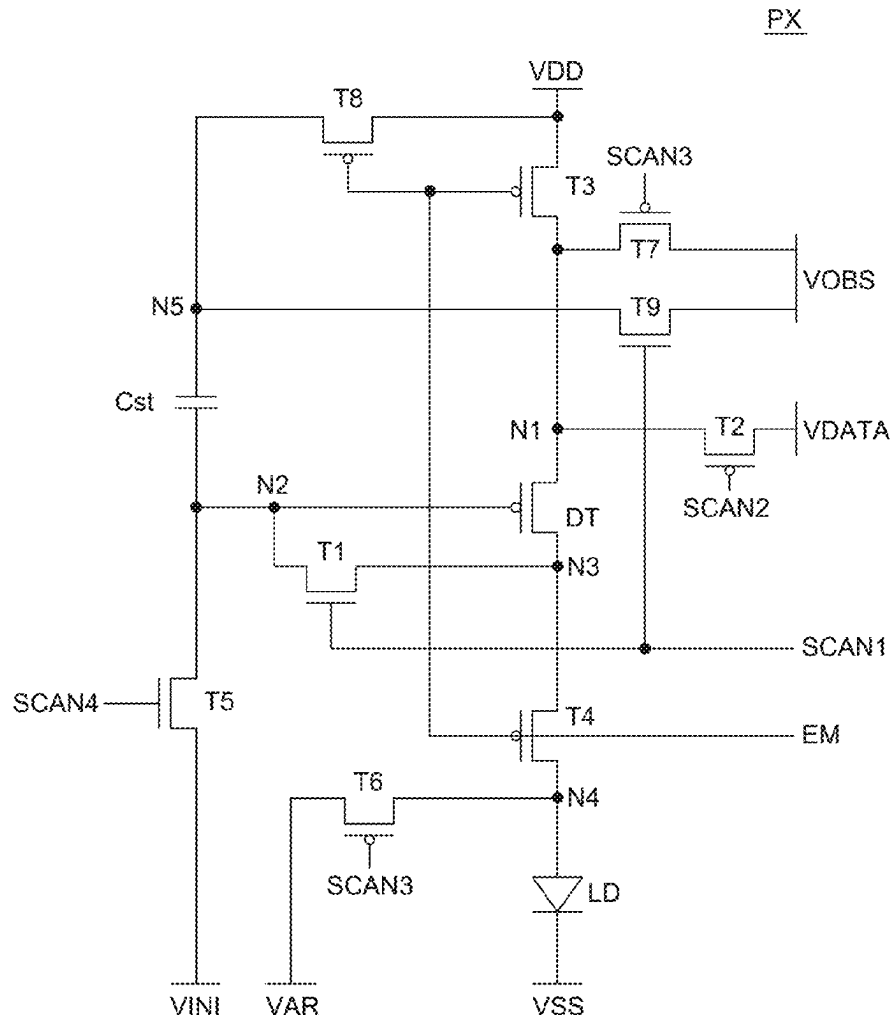 PX
VDD
T8
SCAN3
T3
T7
VOBS
N5
T9
Cst
N1
T2
VDATA
N2
SCAN2
DT
T1
N3
SCAN1
SCAN4
T5
T4
EM
T6
N4
SCAN3
LD
VINI
VAR
VSS